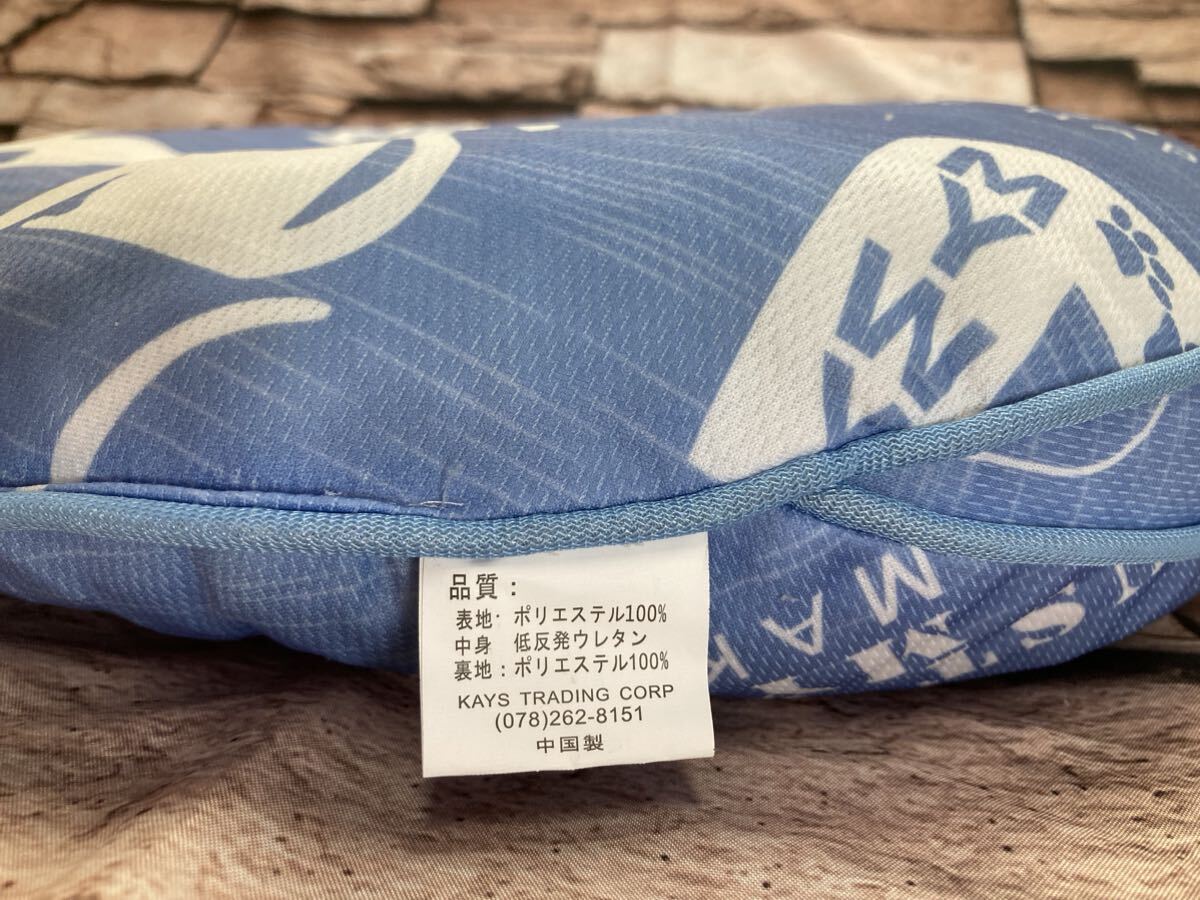 品質：
表地・ポリエステル100%
中身 低反発ウレタン
裏地：ポリエステル100%
KAYS TRADING CORP
(078)262-8151
中国製
MAK